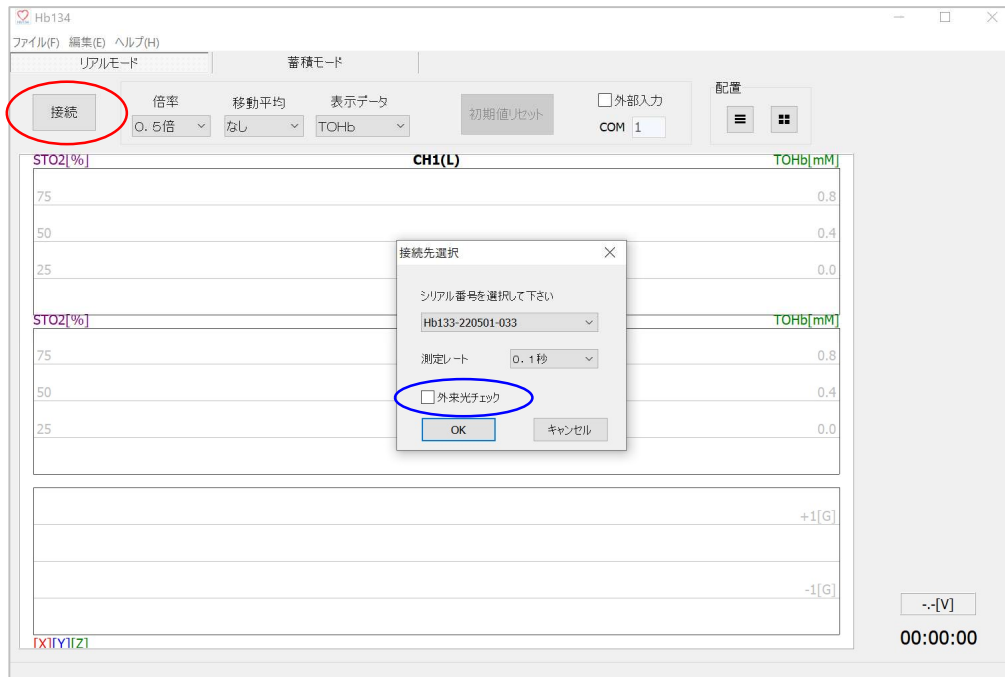 Hb134
ファイル(F) 編集(E) ヘルプ(H)
リアルモード 蓄積モード
配置
倍率 移動平均 表示データ 外部入力
接続 初期値リセット
0.5倍 なし TOHb COM 1
STO2[%] CH1(L) TOHb[mM]
75 0.8
50 0.4
25 0.0
STO2[%] TOHb[mM]
75 0.8
50 0.4
25 0.0
接続先選択
シリアル番号を選択して下さい
Hb133-220501-033
測定レート 0.1秒
外来光チェック
OK キャンセル
+1[G]
-1[G]
[X][Y][Z]
-.-[V]
00:00:00